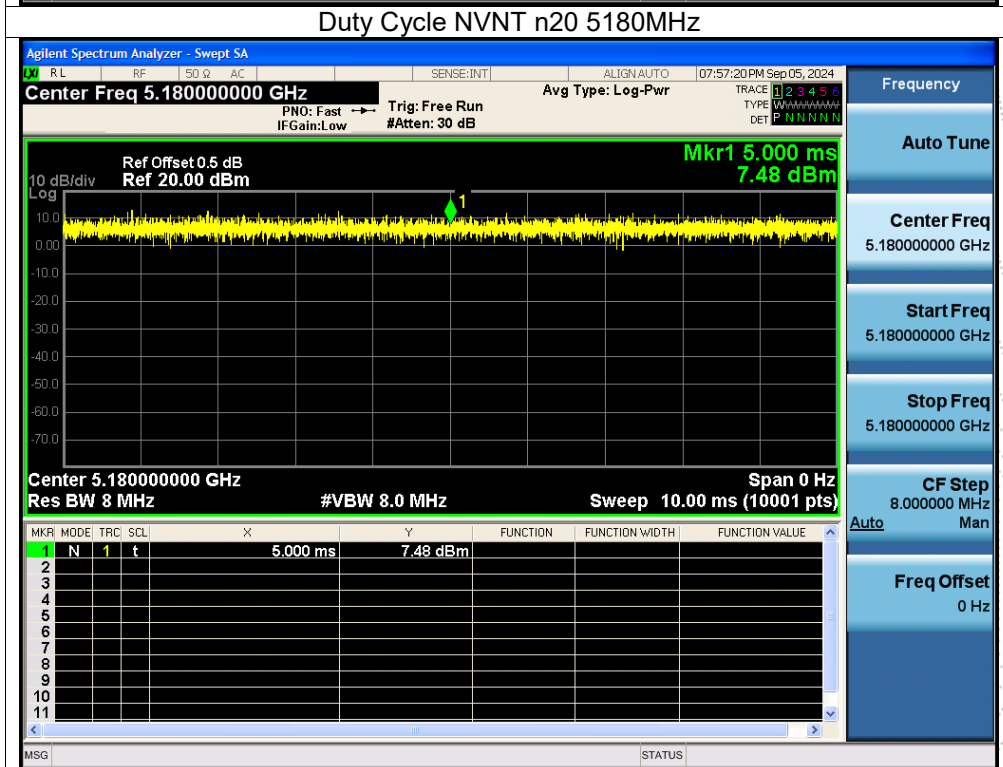 Duty Cycle NVNT n20 5180MHz
Agilent Spectrum Analyzer - Swept SA
LXI RL RF 50 Ω AC SENSE:INT ALIGN AUTO 07:57:20 PM Sep 05, 2024
Center Freq 5.180000000 GHz Avg Type: Log-Pwr TRACE 1 2 3 4 5 6
PNO: Fast Trig: Free Run TYPE WWWWWW
IFGain:Low #Atten: 30 dB DET P N N N N N
Frequency
Auto Tune
Mkr1 5.000 ms
Ref Offset 0.5 dB
7.48 dBm
10 dB/div Ref 20.00 dBm
Log
1
10.0
0.00
-10.0
-20.0
-30.0
-40.0
-50.0
-60.0
-70.0
Center Freq
5.180000000 GHz
Start Freq
5.180000000 GHz
Stop Freq
5.180000000 GHz
Center 5.180000000 GHz Span 0 Hz
Res BW 8 MHz #VBW 8.0 MHz Sweep 10.00 ms (10001 pts)
CF Step
8.000000 MHz
Auto Man
MKR MODE TRC SCL X Y FUNCTION FUNCTION WIDTH FUNCTION VALUE
1 N 1 t 5.000 ms 7.48 dBm
2
3
4
5
6
7
8
9
10
11
Freq Offset
0 Hz
MSG STATUS